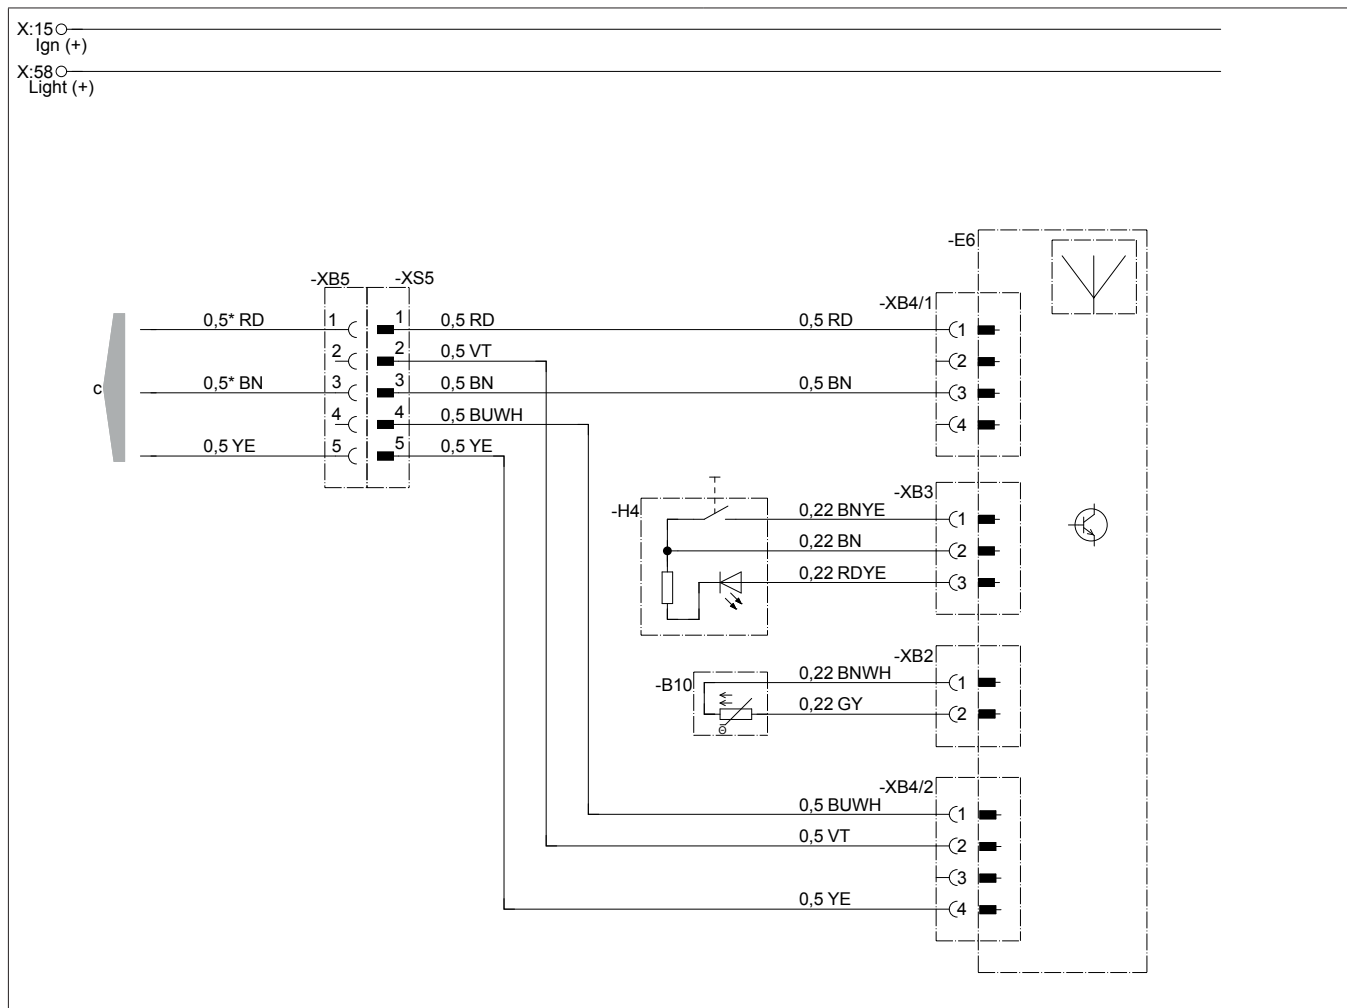 X:15
Ign (+)
X:58
Light (+)
-E6
-XB5 -XS5
-XB4/1
0,5* RD 1 1 0,5 RD 0,5 RD 1
2 2 0,5 VT 2
c 0,5* BN 3 3 0,5 BN 0,5 BN 3
4 4 0,5 BUWH 4
0,5 YE 5 5 0,5 YE
-XB3
-H4 0,22 BNYE 1
0,22 BN 2
0,22 RDYE 3
-XB2
-B10 0,22 BNWH 1
0,22 GY 2
Θ
-XB4/2
0,5 BUWH 1
0,5 VT 2
3
0,5 YE 4